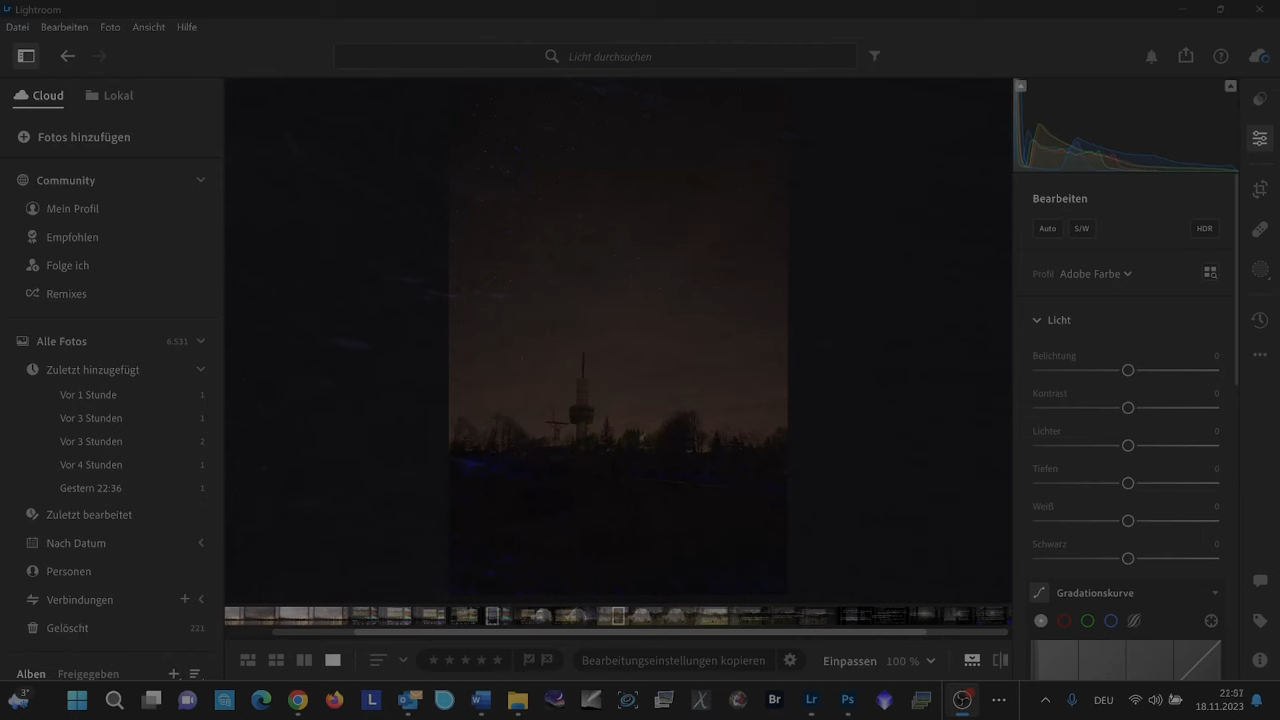 Lr Lightroom
Datei Bearbeiten Foto Ansicht Hilfe
Licht durchsuchen
Cloud Lokal
Fotos hinzufügen
Community
Mein Profil
Empfohlen
Folge ich
Remixes
Alle Fotos 6.531
Zuletzt hinzugefügt
Vor 1 Stunde 1
Vor 3 Stunden 1
Vor 3 Stunden 2
Vor 4 Stunden 1
Gestern 22:36 1
Zuletzt bearbeitet
Nach Datum
Personen
Verbindungen
Gelöscht 221
Alben Freigegeben
Bearbeiten
Auto S/W HDR
Profil Adobe Farbe
Licht
Belichtung 0
Kontrast 0
Lichter 0
Tiefen 0
Weiß 0
Schwarz 0
Gradationskurve
Bearbeitungseinstellungen kopieren Einpassen 100 %
3° L W Br Lr Ps DEU 22:57
18.11.2023